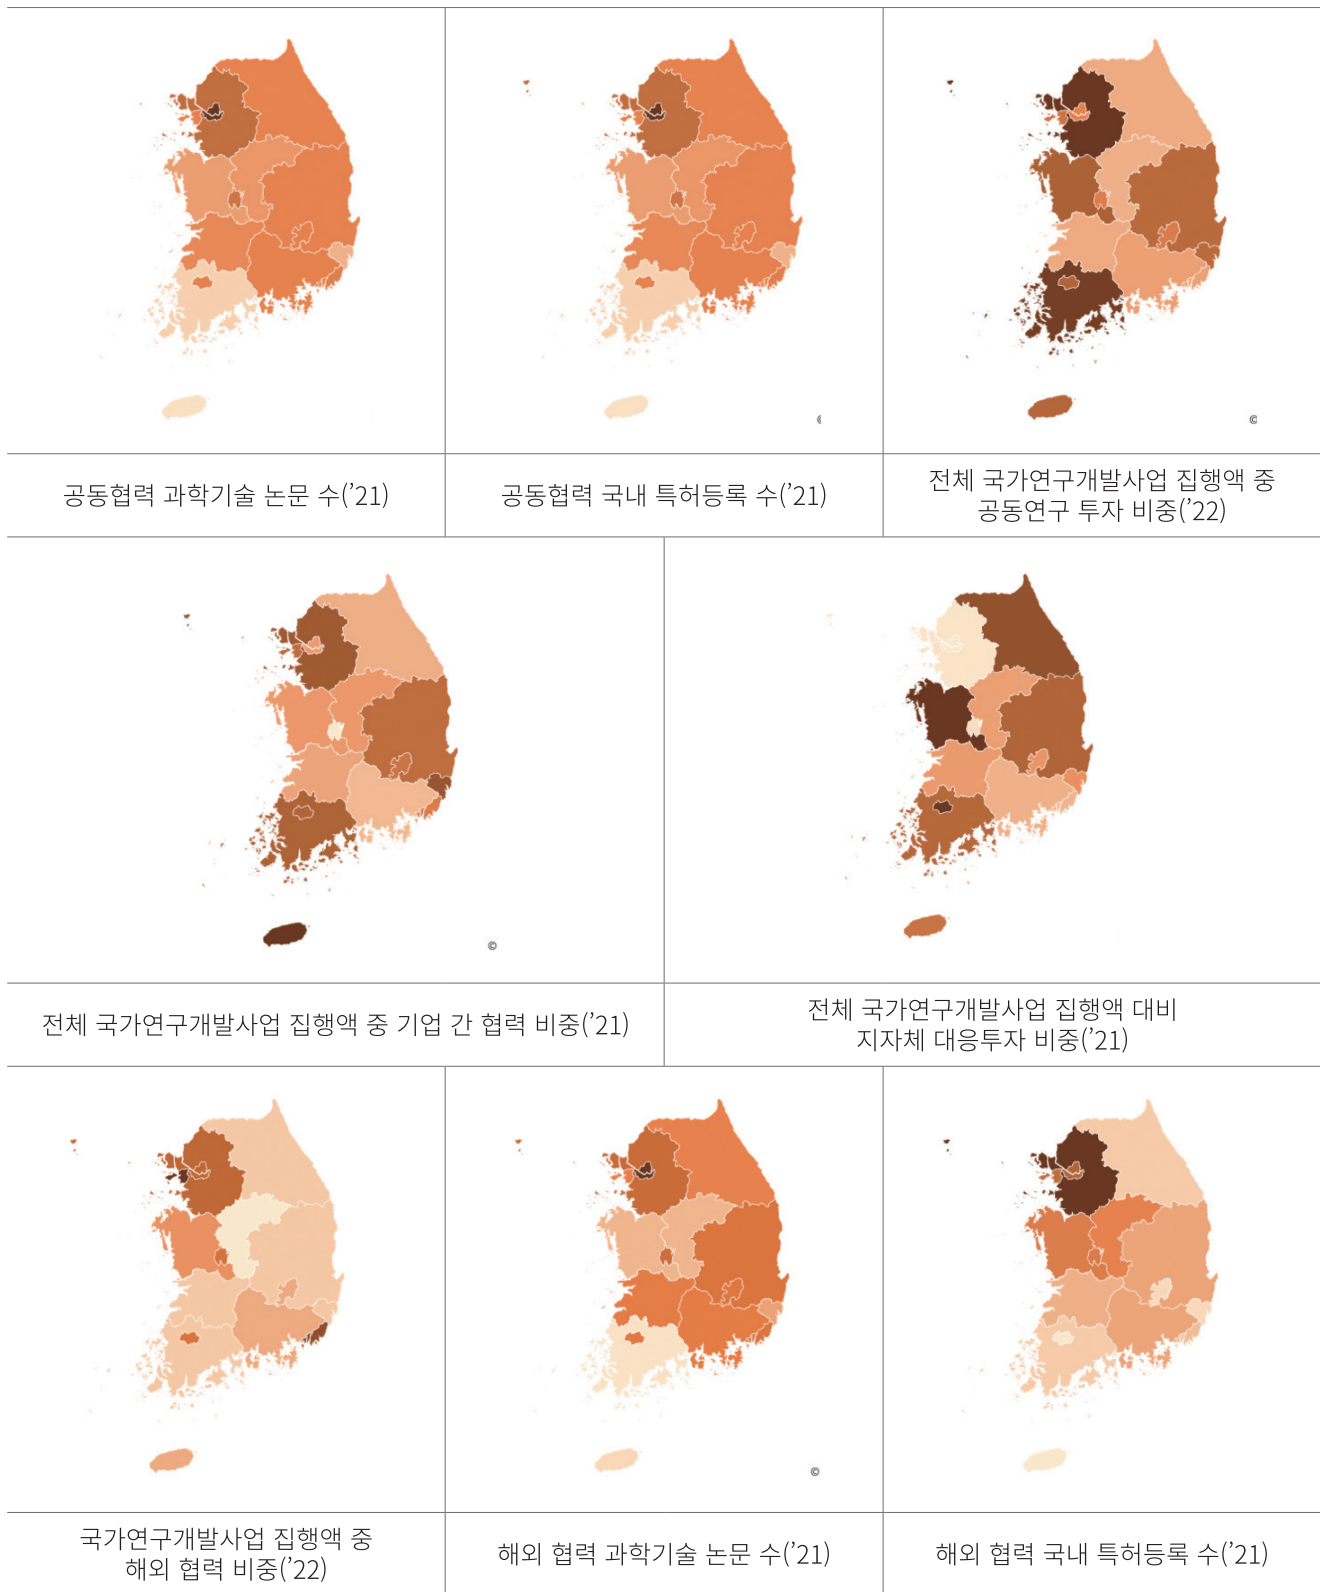 ©
공동협력 과학기술 논문 수(’21)
공동협력 국내 특허등록 수(’21)
전체 국가연구개발사업 집행액 중
공동연구 투자 비중(’22)
©
전체 국가연구개발사업 집행액 중 기업 간 협력 비중(’21)
전체 국가연구개발사업 집행액 대비
지자체 대응투자 비중(’21)
©
국가연구개발사업 집행액 중
해외 협력 비중(’22)
해외 협력 과학기술 논문 수(’21)
해외 협력 국내 특허등록 수(’21)